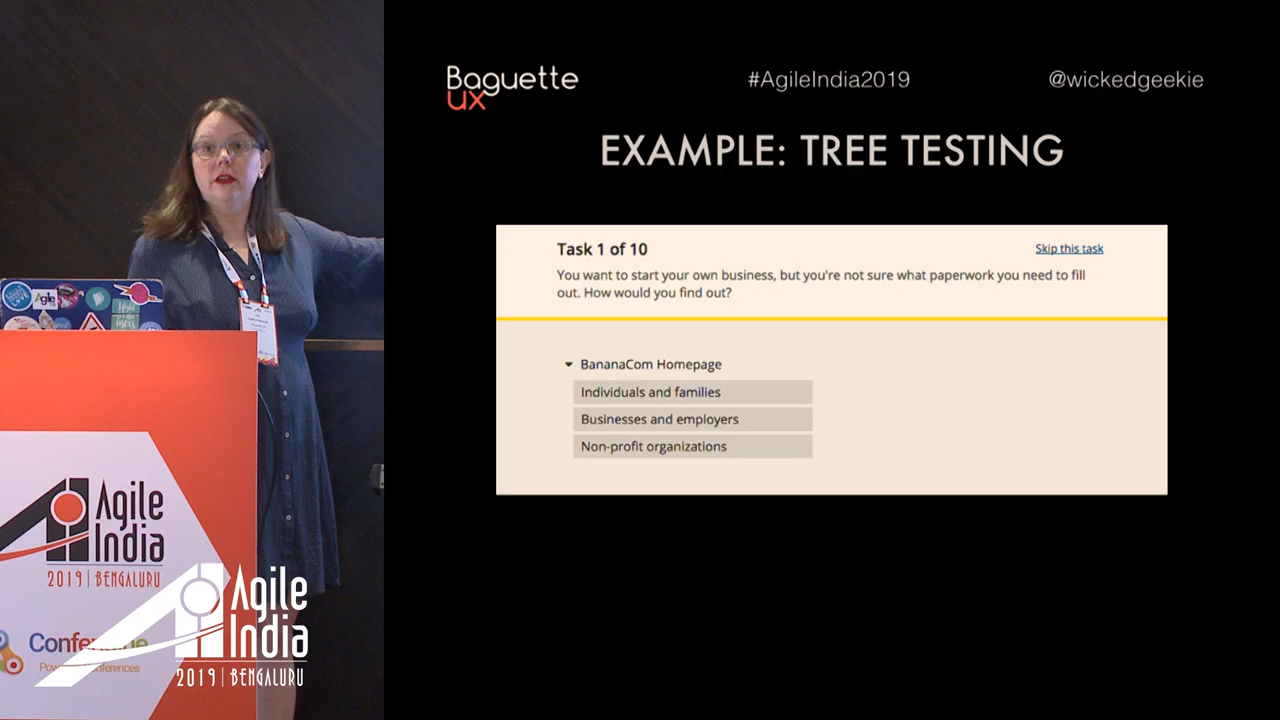 Baguette
ux
#AgileIndia2019
@wickedgeekie
EXAMPLE: TREE TESTING
Task 1 of 10
Skip this task
You want to start your own business, but you're not sure what paperwork you need to fill
out. How would you find out?
BananaCom Homepage
Individuals and families
Businesses and employers
Non-profit organizations
Agile
Agile
India
2019 | BENGALURU
Agile
India
2019 | BENGALURU